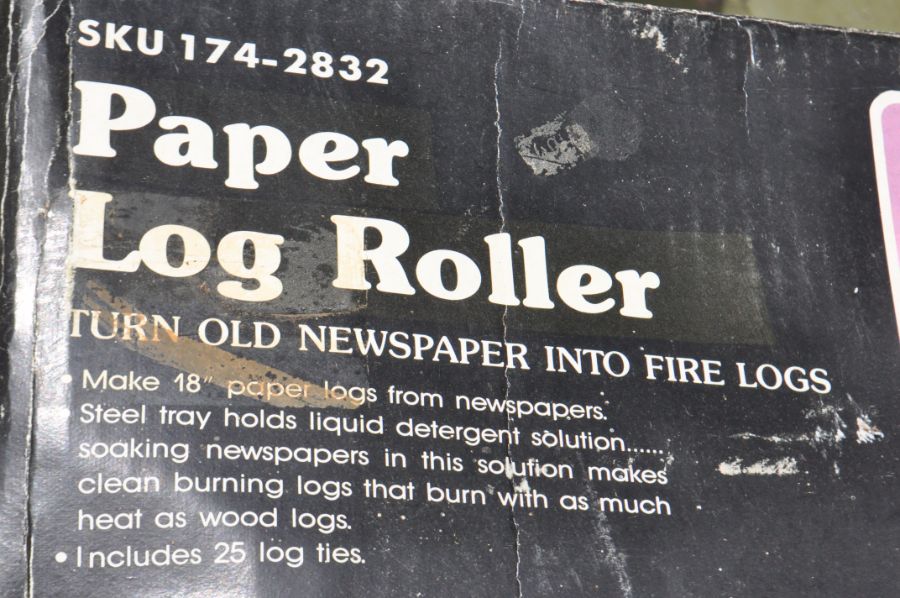 SKU 174-2832
Paper
Log Roller
TURN OLD NEWSPAPER INTO FIRE LOGS
• Make 18" paper logs from newspapers.
• Steel tray holds liquid detergent solution......
soaking newspapers in this solution makes
clean burning logs that burn with as much
heat as wood logs.
• Includes 25 log ties.